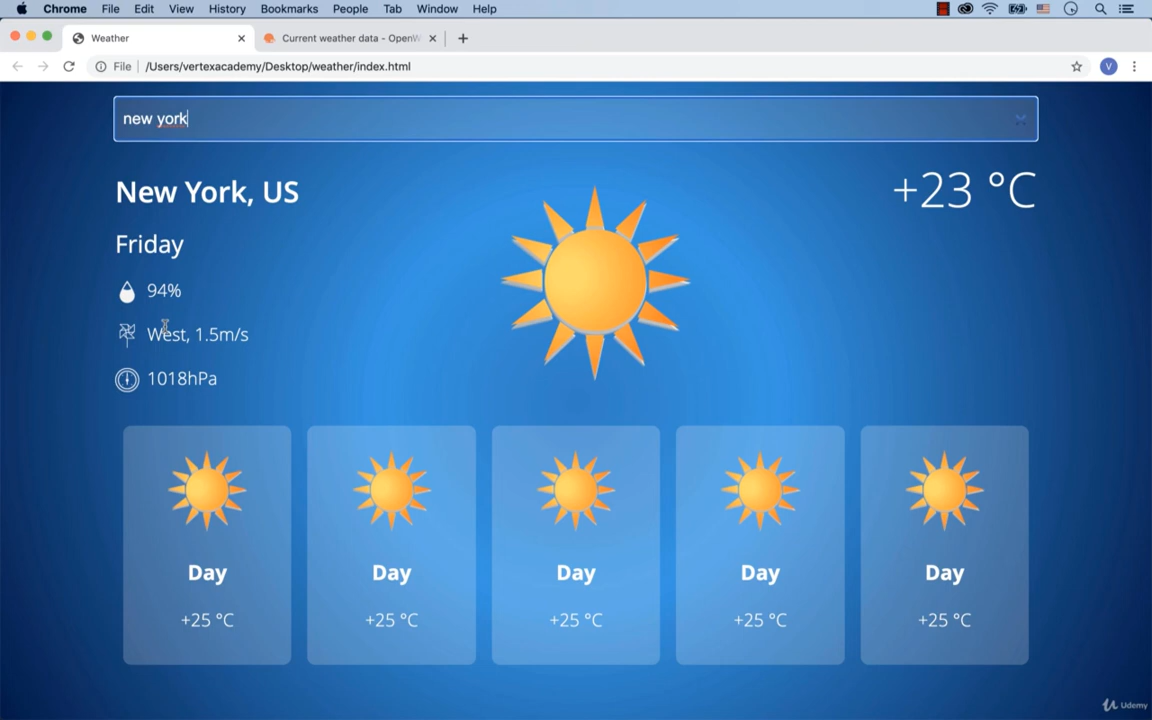 Chrome File Edit View History Bookmarks People Tab Window Help
Weather
Current weather data - OpenW
File /Users/vertexacademy/Desktop/weather/index.html
V
new york
New York, US
+23 °C
Friday
94%
West, 1.5m/s
1018hPa
Day Day Day Day Day
+25 °C +25 °C +25 °C +25 °C +25 °C
Udemy